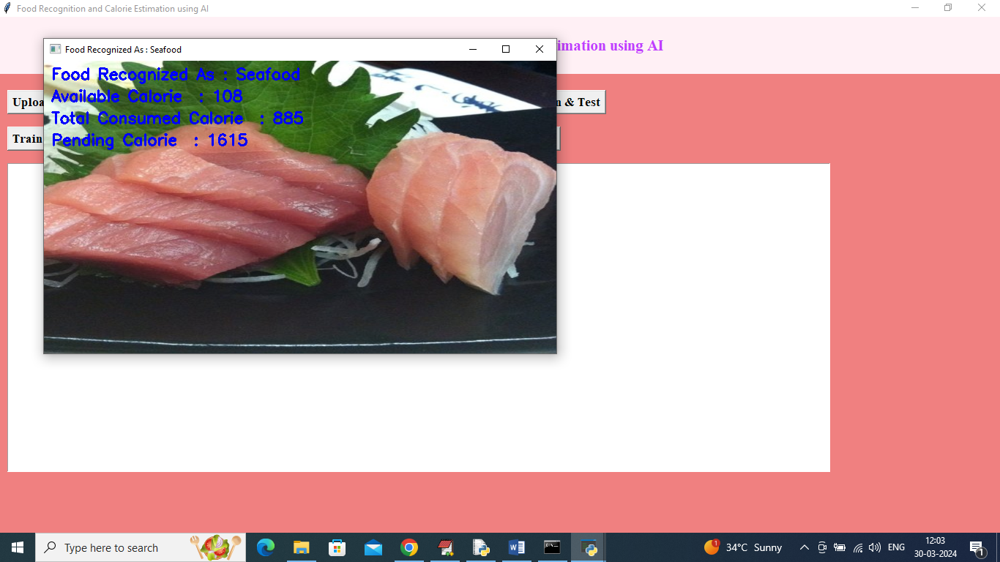 Food Recognition and Calorie Estimation using AI
imation using AI
Food Recognized As : Seafood
Food Recognized As : Seafood
Available Calorie : 108
Total Consumed Calorie : 885
Pending Calorie : 1615
Uploa
n & Test
Train
Type here to search
34°C Sunny
ENG
12:03
30-03-2024
1
1